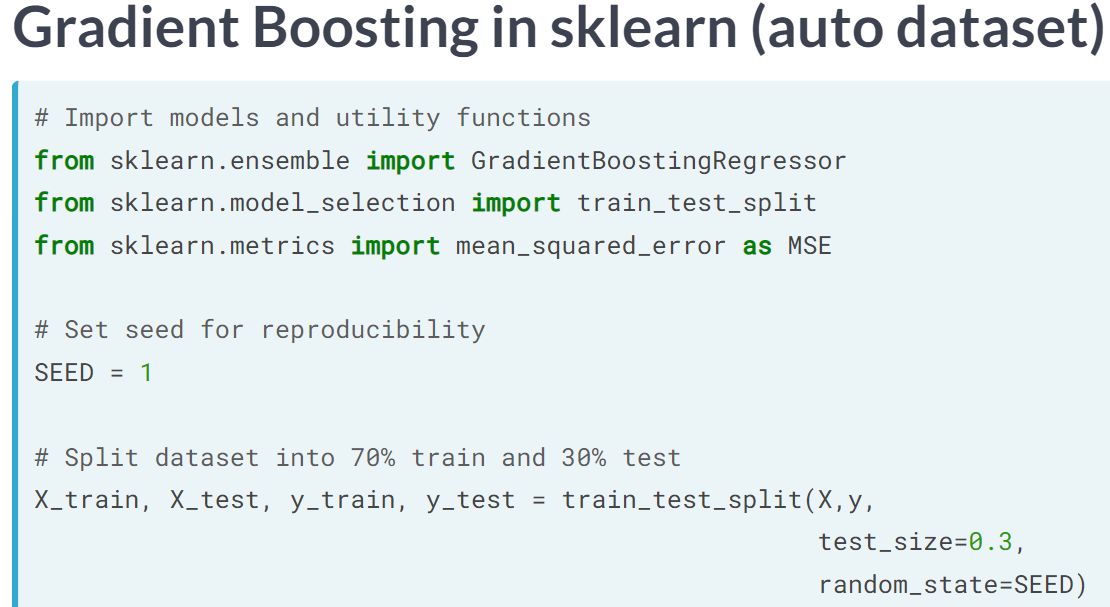 Gradient Boosting in sklearn (auto dataset)
# Import models and utility functions
from sklearn.ensemble import GradientBoostingRegressor
from sklearn.model_selection import train_test_split
from sklearn.metrics import mean_squared_error as MSE
# Set seed for reproducibility
SEED = 1
# Split dataset into 70% train and 30% test
X_train, X_test, y_train, y_test = train_test_split(X,y,
test_size=0.3,
random_state=SEED)